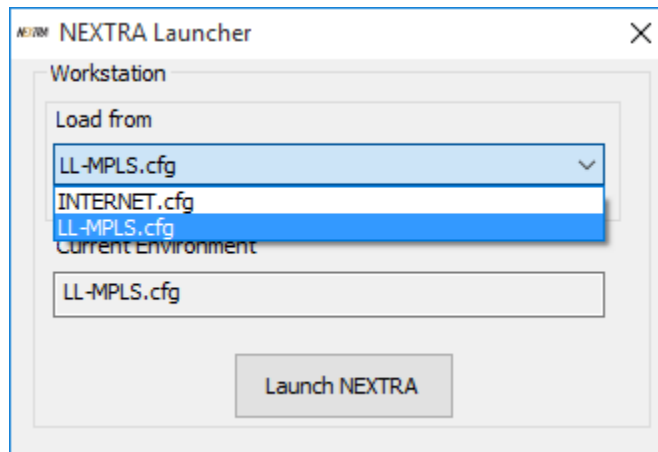 NEXTRA NEXTRA Launcher
Workstation
Load from
LL-MPLS.cfg
INTERNET.cfg
LL-MPLS.cfg
Current Environment
LL-MPLS.cfg
Launch NEXTRA